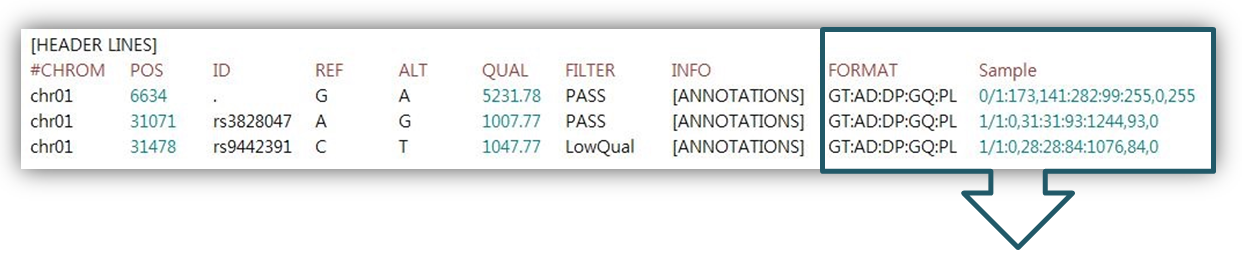 [HEADER LINES]
#CHROM POS ID REF ALT QUAL FILTER INFO FORMAT Sample
chr01 6634 . G A 5231.78 PASS [ANNOTATIONS] GT:AD:DP:GQ:PL 0/1:173,141:282:99:255,0,255
chr01 31071 rs3828047 A G 1007.77 PASS [ANNOTATIONS] GT:AD:DP:GQ:PL 1/1:0,31:31:93:1244,93,0
chr01 31478 rs9442391 C T 1047.77 LowQual [ANNOTATIONS] GT:AD:DP:GQ:PL 1/1:0,28:28:84:1076,84,0